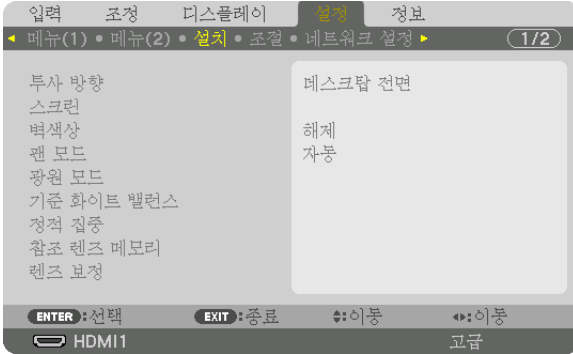 입력 조정 디스플레이 설정 정보
◀ 메뉴(1) ● 메뉴(2) ● 설치 ● 조절 ● 네트워크 설정 ▶ 1/2
투사 방향 데스크탑 전면
스크린
벽색상 해제
팬 모드 자동
광원 모드
기준 화이트 밸런스
정적 집중
참조 렌즈 메모리
렌즈 보정
ENTER :선택 EXIT :종료 :이동 :이동
HDMI1 고급